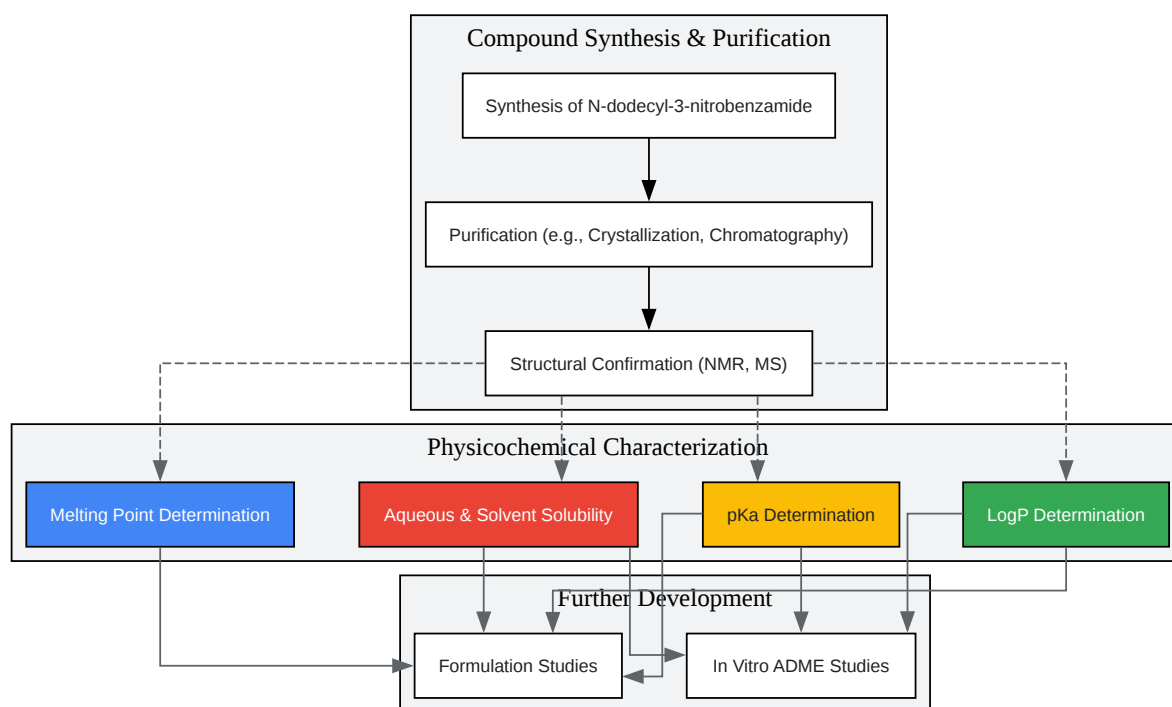 Compound Synthesis & Purification
Synthesis of N-dodecyl-3-nitrobenzamide
Purification (e.g., Crystallization, Chromatography)
Structural Confirmation (NMR, MS)
Physicochemical Characterization
Melting Point Determination
Aqueous & Solvent Solubility
pKa Determination
LogP Determination
Further Development
Formulation Studies
In Vitro ADME Studies